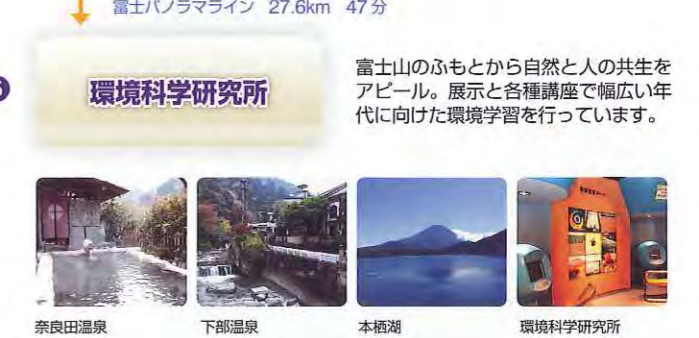 富士パノラマライン 27.6km 47分
環境科学研究所
富士山のふもとから自然と人の共生を
アピール。展示と各種講座で幅広い年
代に向けた環境学習を行っています。
奈良田温泉
下部温泉
本栖湖
環境科学研究所